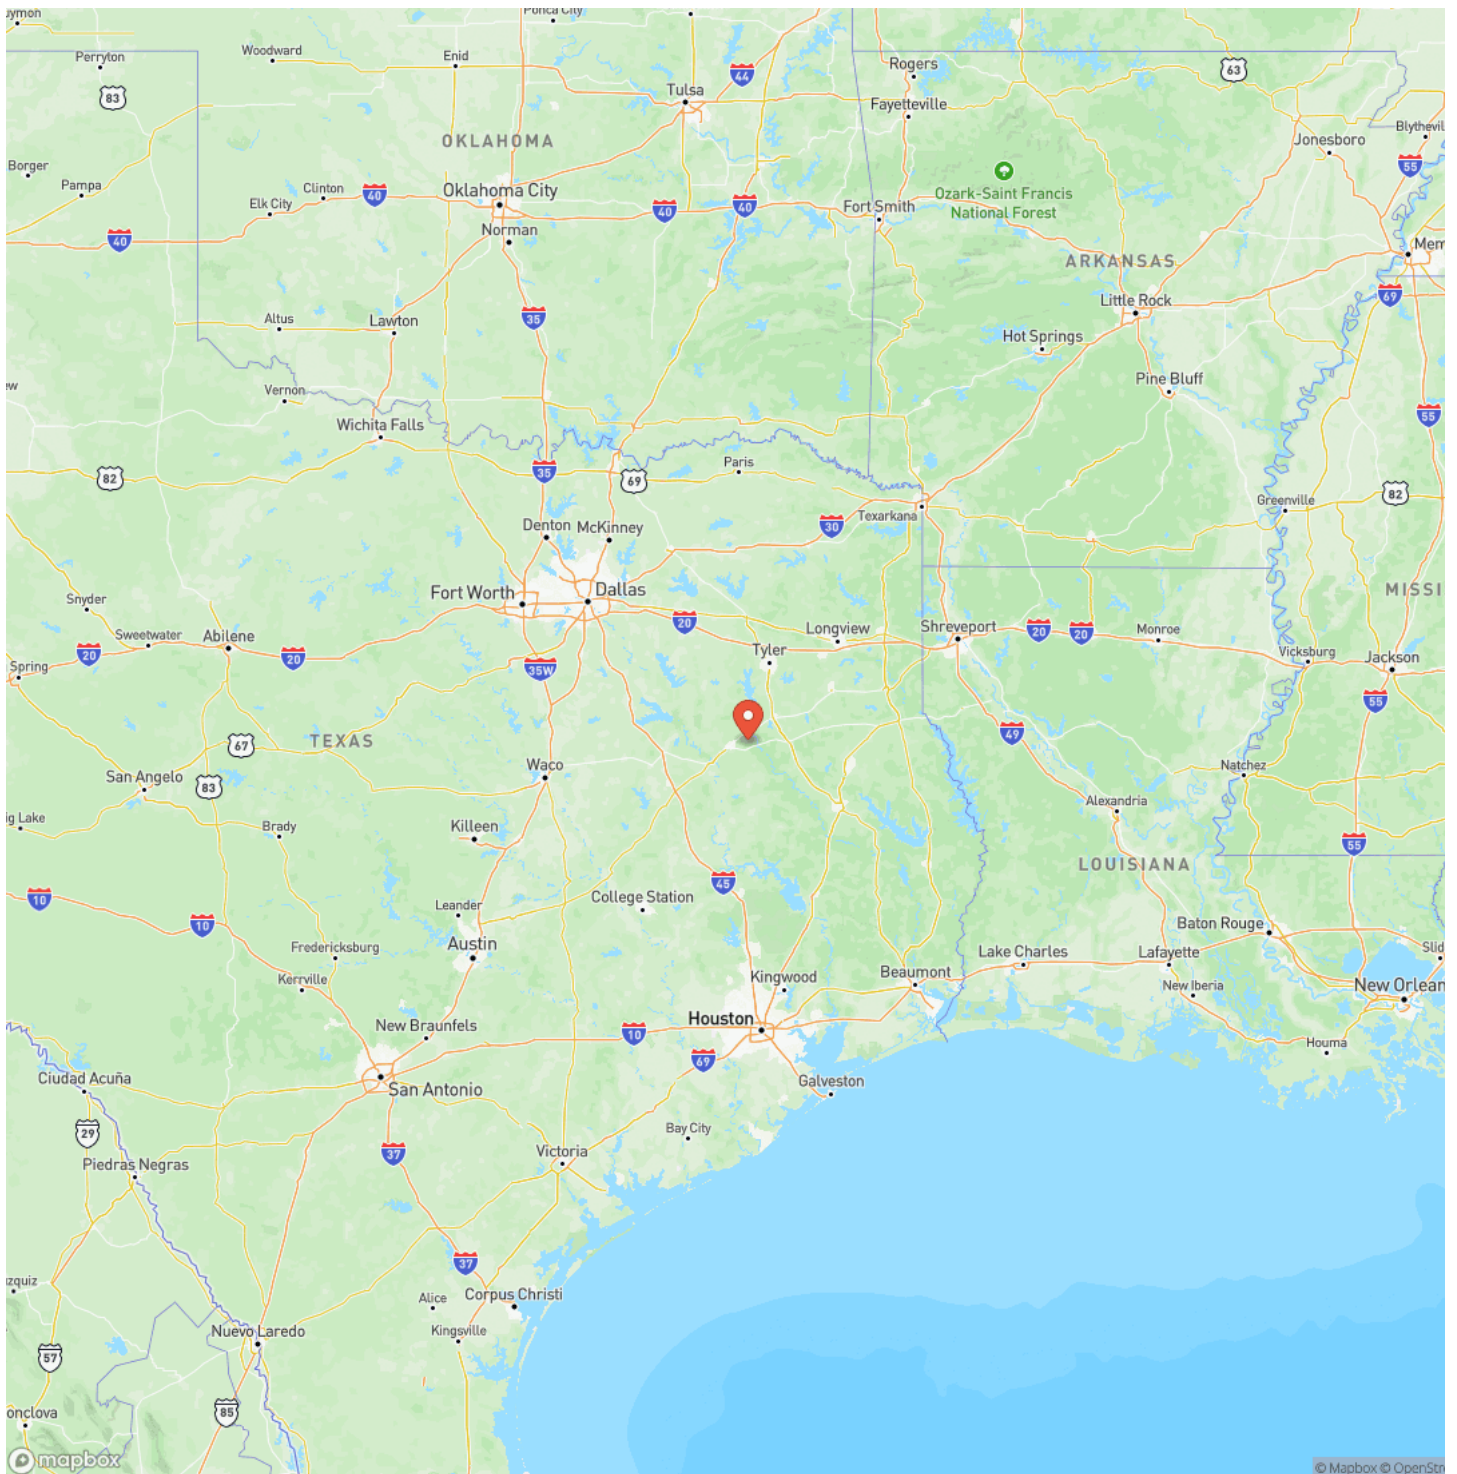 Ponca City
Perryton
Woodward
Enid
44
Rogers
63
83
Tulsa
Fayetteville
OKLAHOMA
Jonesboro
Borger
55
Pampa
Clinton
40
Oklahoma City
Ozark-Saint Francis
National Forest
Elk City
40
40
Fort Smith
40
Norman
ARKANSAS
69
Little Rock
Altus
Lawton
35
Hot Springs
Pine Bluff
Vernon
Wichita Falls
55
Paris
35
82
69
82
Greenville
Texarkana
30
Denton
McKinney
Fort Worth
Dallas
MISSI
Snyder
20
Longview
Shreveport
20
20
Monroe
Sweetwater
Abilene
20
20
Tyler
Vicksburg
Jackson
Spring
35W
55
TEXAS
67
49
Waco
Natchez
San Angelo
83
Alexandria
Brady
Killeen
55
LOUISIANA
45
10
College Station
Leander
10
Baton Rouge
Austin
Fredericksburg
Lake Charles
Lafayette
Kerrville
Kingwood
Beaumont
New Iberia
New Orlean
Houston
New Braunfels
10
Houma
69
Ciudad Acuña
San Antonio
Galveston
29
Bay City
37
Victoria
Piedras Negras
37
Alice
Corpus Christi
Nuevo Laredo
Kingsville
57
85
mapbox
© Mapbox © OpenStre